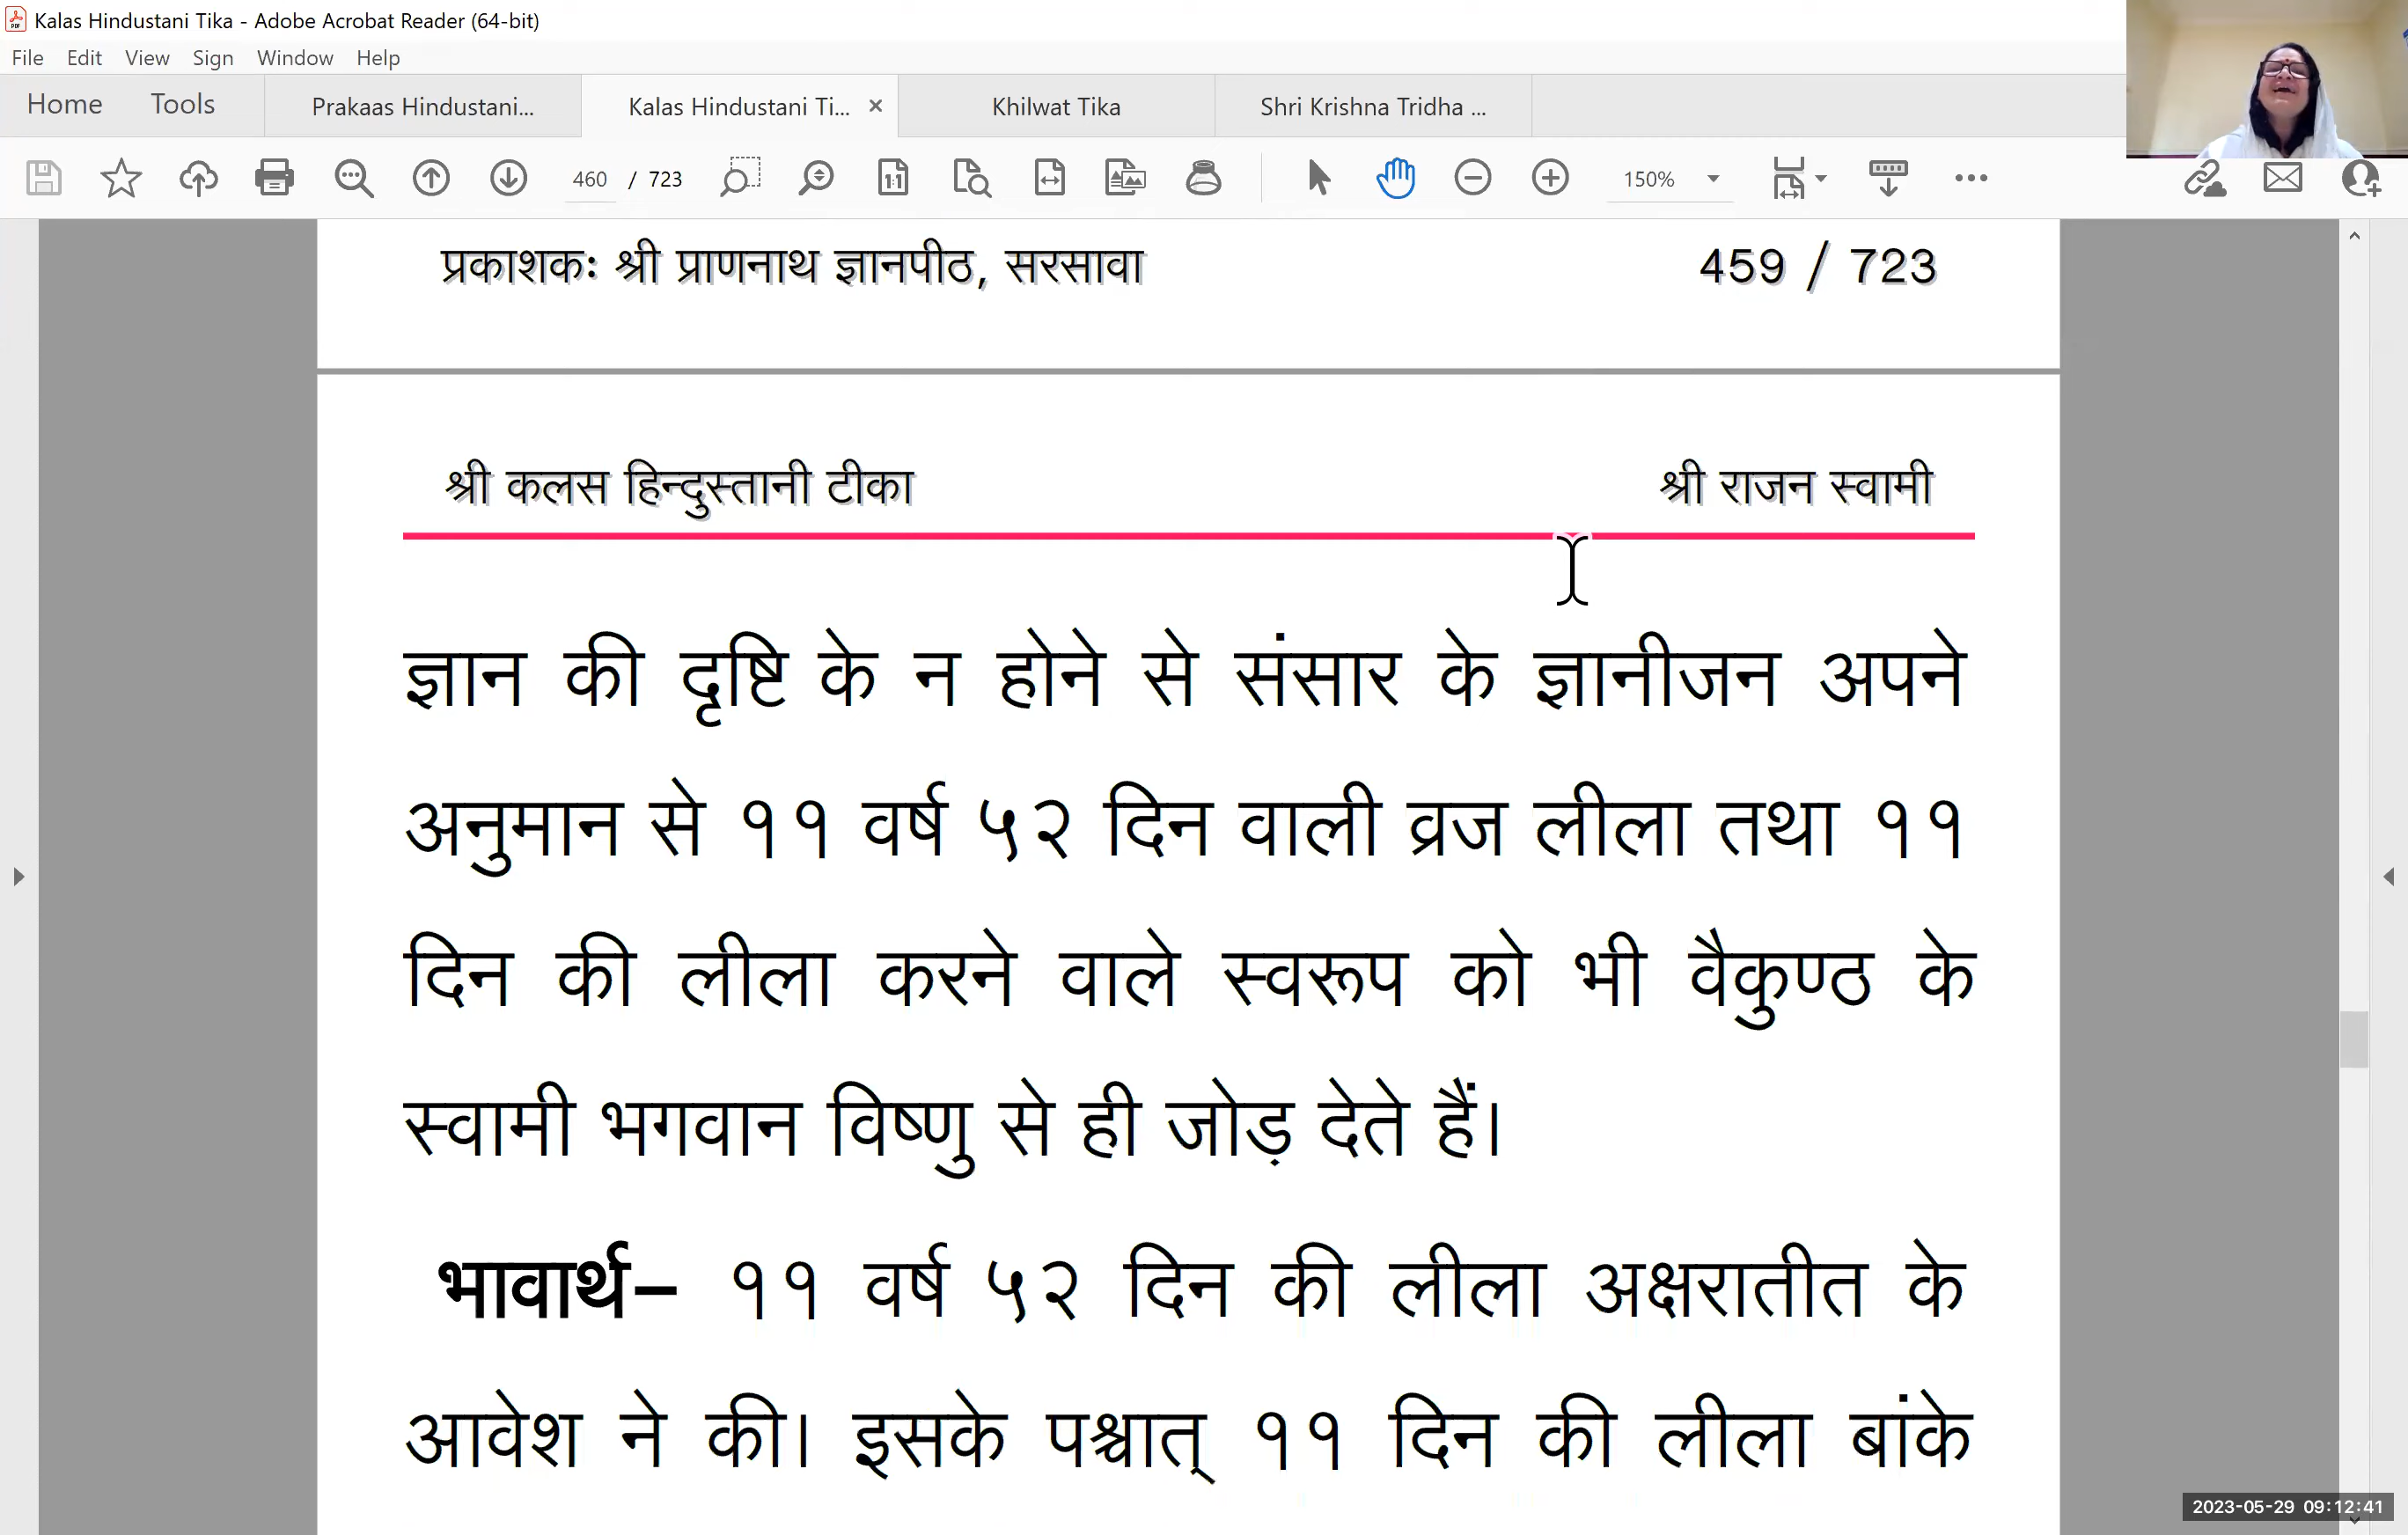 Kalas Hindustani Tika - Adobe Acrobat Reader (64-bit)
File Edit View Sign Window Help
Home Tools Prakaas Hindustani... Kalas Hindustani Ti... × Khilwat Tika Shri Krishna Tridha ...
460 / 723 1:1 150%
प्रकाशकः श्री प्राणनाथ ज्ञानपीठ, सरसावा 459 / 723
श्री कलस हिन्दुस्तानी टीका श्री राजन स्वामी
ज्ञान की दृष्टि के न होने से संसार के ज्ञानीजन अपने
अनुमान से ११ वर्ष ५२ दिन वाली व्रज लीला तथा ११
दिन की लीला करने वाले स्वरूप को भी वैकुण्ठ के
स्वामी भगवान विष्णु से ही जोड़ देते हैं।
भावार्थ– ११ वर्ष ५२ दिन की लीला अक्षरातीत के
आवेश ने की। इसके पश्चात् ११ दिन की लीला बांके
2023-05-29 09:12:41